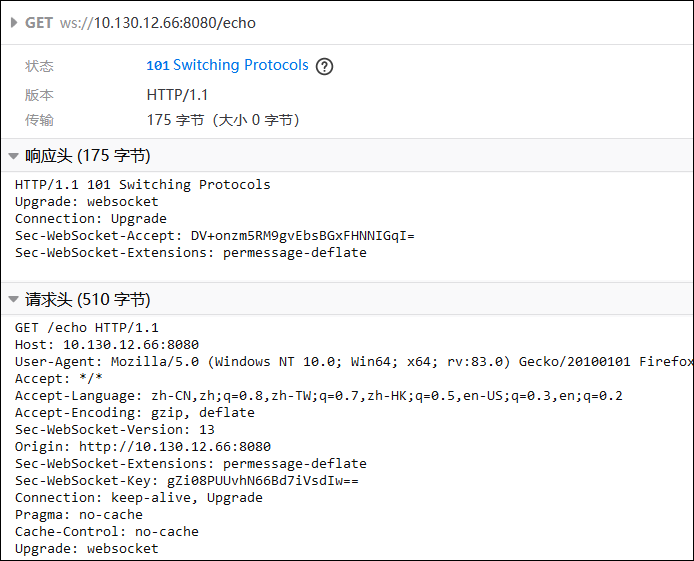 GET ws://10.130.12.66:8080/echo
状态 101 Switching Protocols ?
版本 HTTP/1.1
传输 175 字节（大小 0 字节）
响应头 (175 字节)
HTTP/1.1 101 Switching Protocols
Upgrade: websocket
Connection: Upgrade
Sec-WebSocket-Accept: DV+onzm5RM9gvEbsBGxFHNNIGqI=
Sec-WebSocket-Extensions: permessage-deflate
请求头 (510 字节)
GET /echo HTTP/1.1
Host: 10.130.12.66:8080
User-Agent: Mozilla/5.0 (Windows NT 10.0; Win64; x64; rv:83.0) Gecko/20100101 Firefox
Accept: */*
Accept-Language: zh-CN,zh;q=0.8,zh-TW;q=0.7,zh-HK;q=0.5,en-US;q=0.3,en;q=0.2
Accept-Encoding: gzip, deflate
Sec-WebSocket-Version: 13
Origin: http://10.130.12.66:8080
Sec-WebSocket-Extensions: permessage-deflate
Sec-WebSocket-Key: gZi08PUUvhN66Bd7iVsdIw==
Connection: keep-alive, Upgrade
Pragma: no-cache
Cache-Control: no-cache
Upgrade: websocket